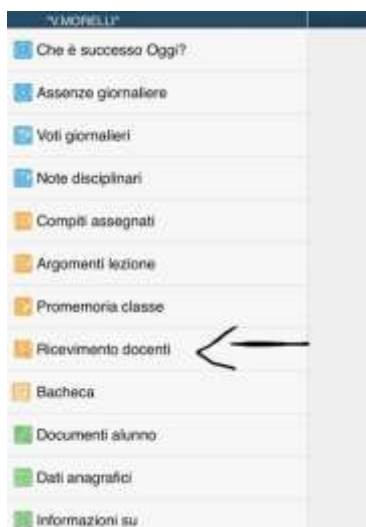 "V.MORELLI"
Che è successo Oggi?
Assenze giornaliere
Voti giornalieri
Note disciplinari
Compiti assegnati
Argomenti lezione
Promemoria classe
Ricevimento docenti
Bacheca
Documenti alunno
Dati anagrafici
Informazioni su